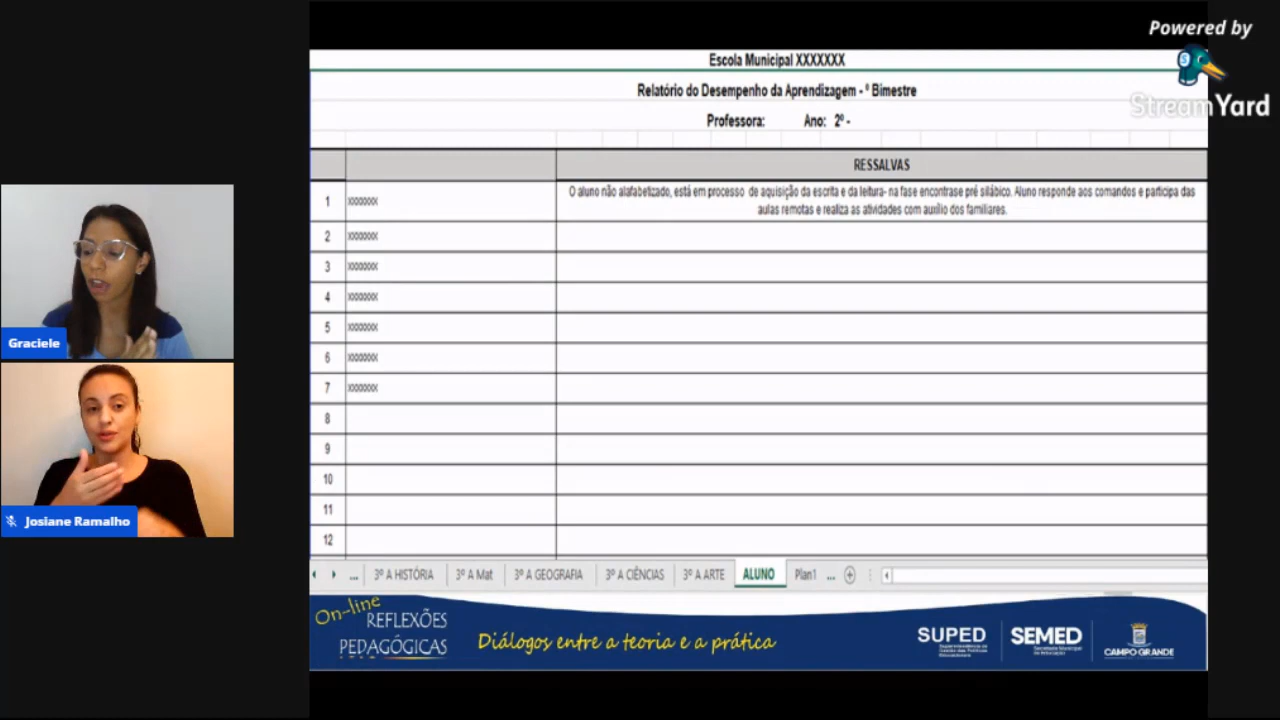 Powered by
StreamYard
Escola Municipal XXXXXXX
Relatório do Desempenho da Aprendizagem - º Bimestre
Professora: Ano: 2º -
RESSALVAS
1 XXXXXXX O aluno não alafabetizado, está em processo de aquisição da escrita e da leitura- na fase encontrase pré silábico. Aluno responde aos comandos e participa das
aulas remotas e realiza as atividades com auxílio dos familiares.
2 XXXXXXX
3 XXXXXXX
4 XXXXXXX
5 XXXXXXX
6 XXXXXXX
7 XXXXXXX
8
9
10
11
12
... 3º A HISTÓRIA 3º A Mat 3º A GEOGRAFIA 3º A CIÊNCIAS 3º A ARTE ALUNO Plan1 ...
Graciele
Josiane Ramalho
On-line
REFLEXÕES
PEDAGÓGICAS
Diálogos entre a teoria e a prática
SUPED
SEMED
Secretaria Municipal
de Educação
CAMPO GRANDE